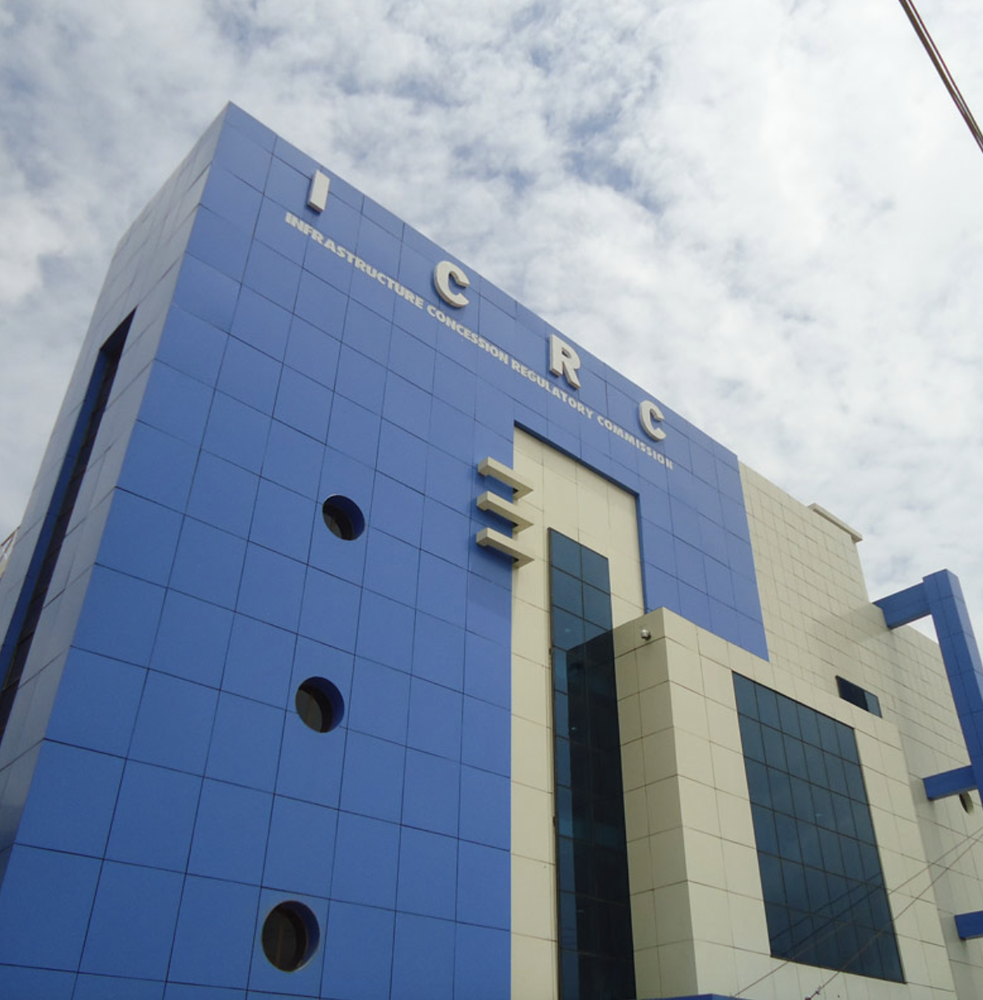 I C R C
INFRASTRUCTURE CONCESSION REGULATORY COMMISSION